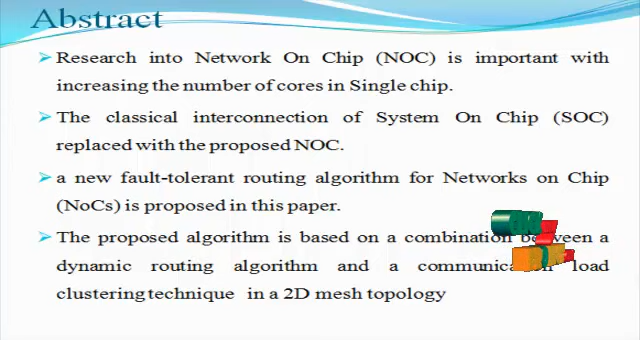 Abstract
Research into Network On Chip (NOC) is important with
increasing the number of cores in Single chip.
The classical interconnection of System On Chip (SOC)
replaced with the proposed NOC.
a new fault-tolerant routing algorithm for Networks on Chip
(NoCs) is proposed in this paper.
The proposed algorithm is based on a combination between a
dynamic routing algorithm and a communication load
clustering technique in a 2D mesh topology